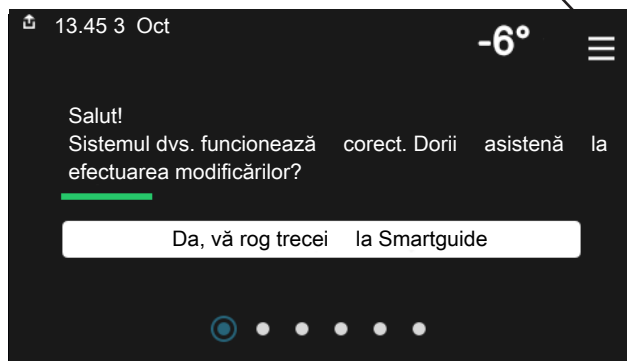 13.45 3 Oct
-6°
Salut!
Sistemul dvs. funcionează corect. Dorii asistenă la
efectuarea modificărilor?
Da, vă rog trecei la Smartguide